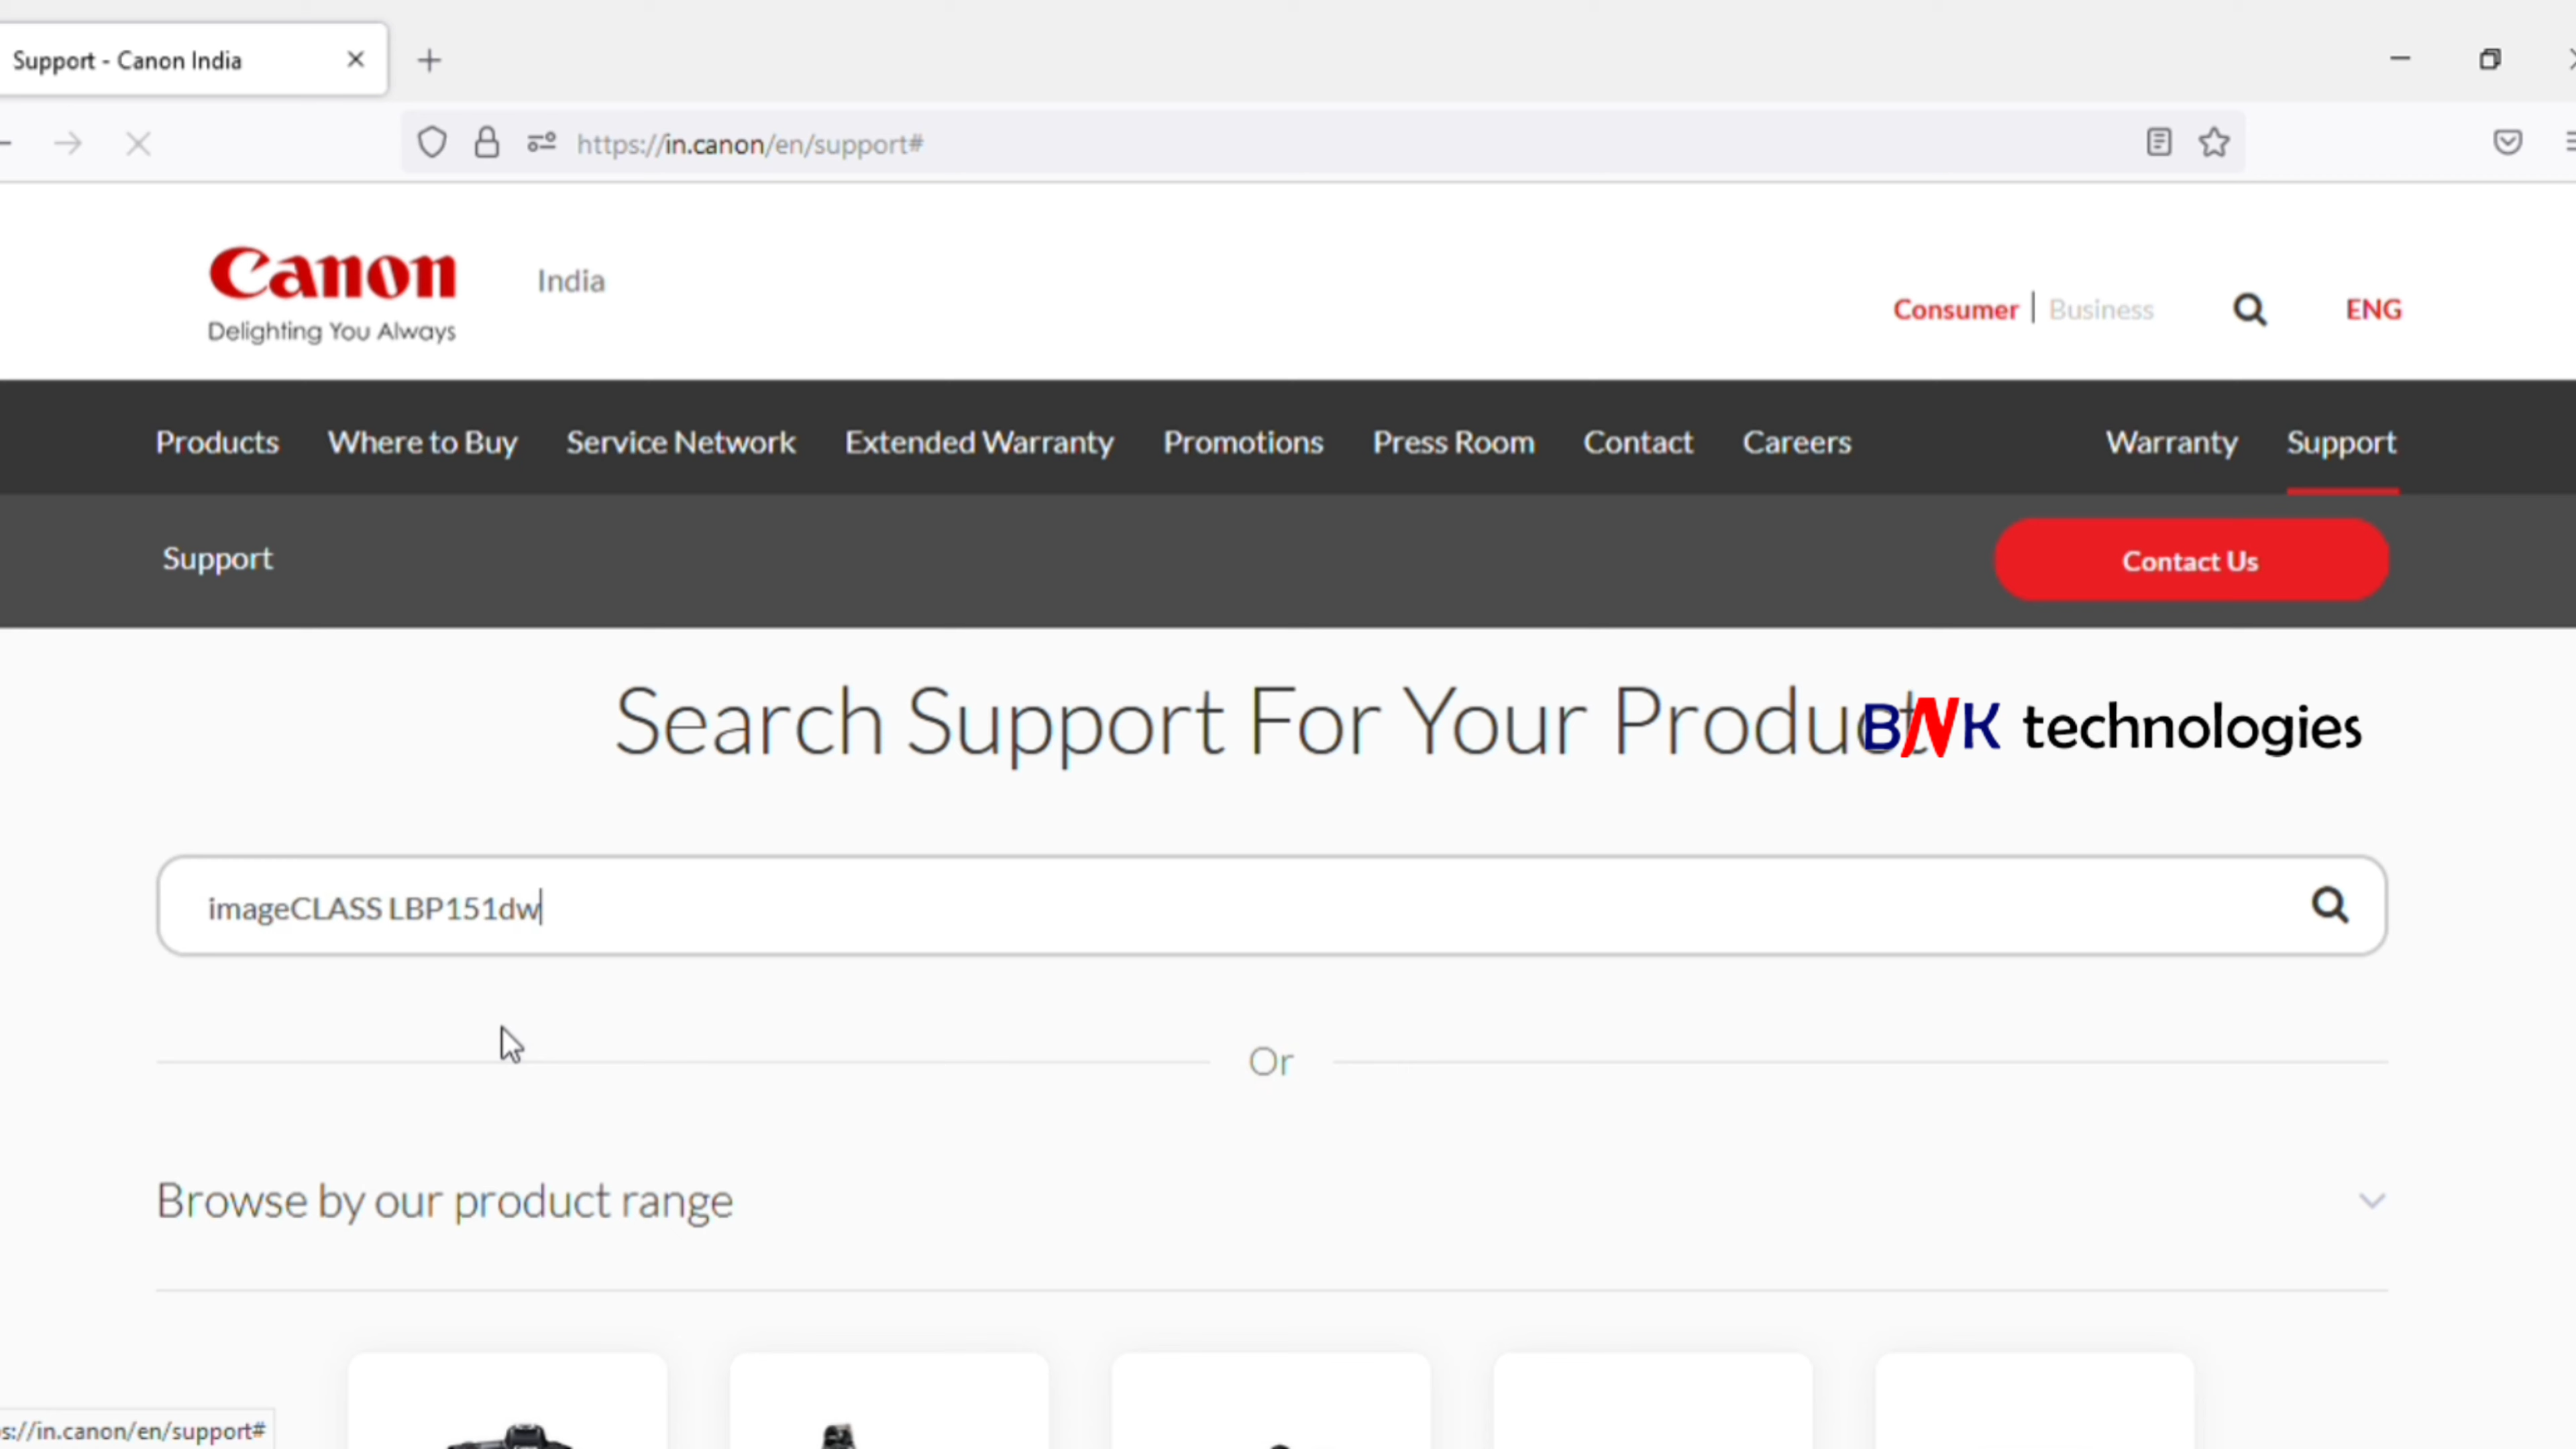 Support - Canon India
https://in.canon/en/support#
Canon
Delighting You Always
India
Consumer | Business
ENG
Products Where to Buy Service Network Extended Warranty Promotions Press Room Contact Careers Warranty Support
Support
Contact Us
Search Support For Your Product
BNK technologies
imageCLASS LBP151dw
Or
Browse by our product range
s://in.canon/en/support#